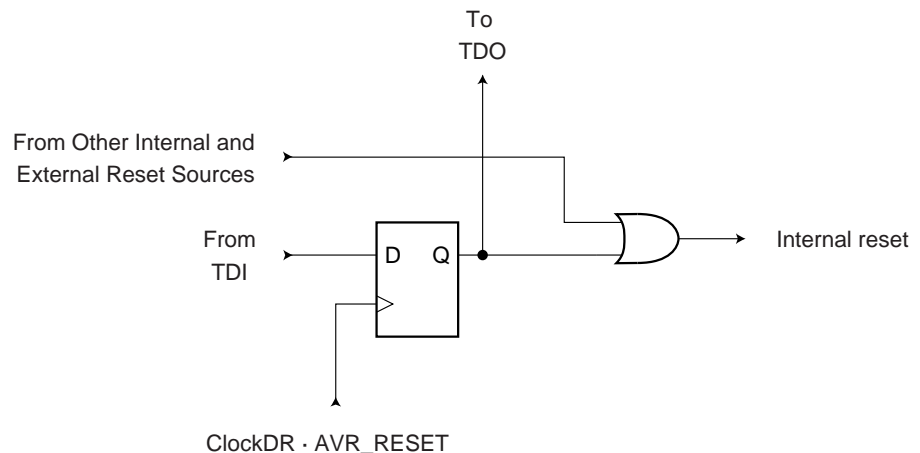 To
TDO
From Other Internal and
External Reset Sources
From
TDI
D Q
Internal reset
ClockDR · AVR_RESET